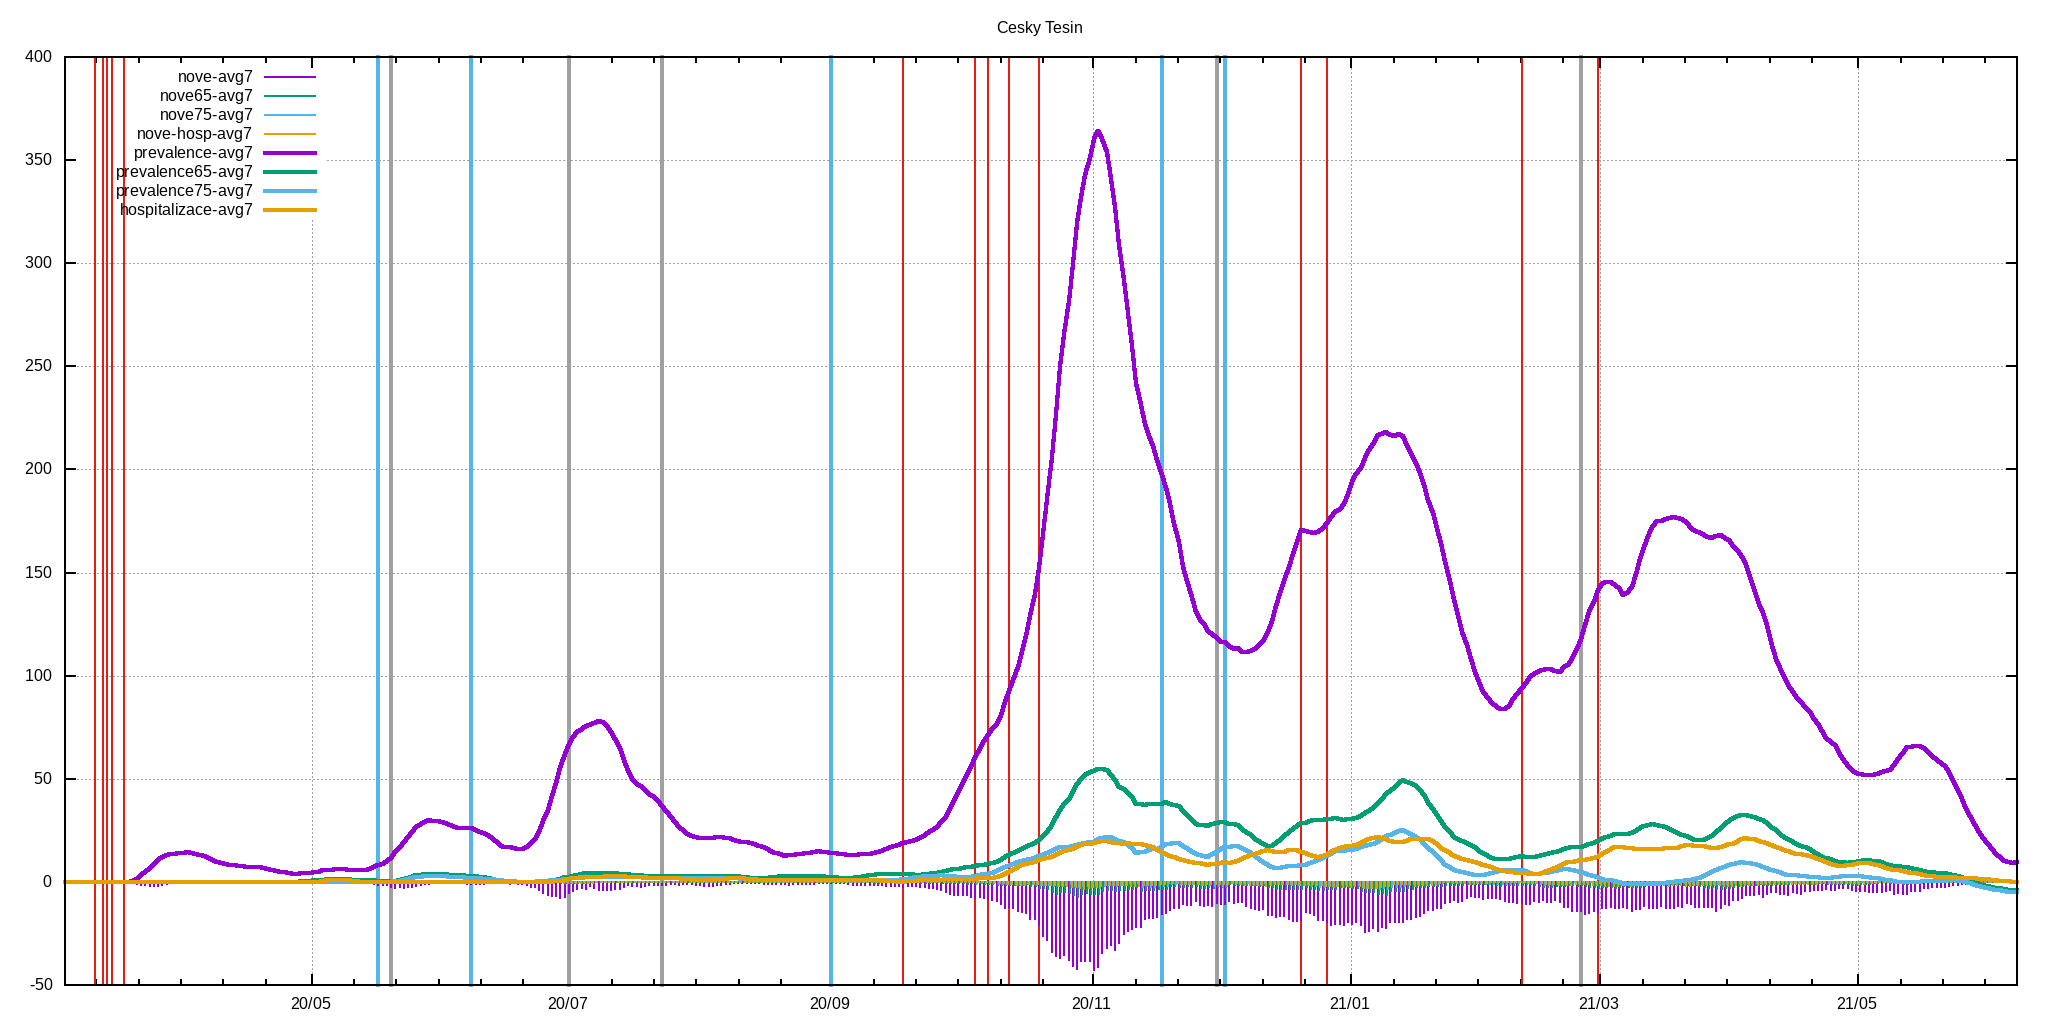 Cesky Tesin
400
350
300
250
200
150
100
50
0
-50
nove-avg7
nove65-avg7
nove75-avg7
nove-hosp-avg7
prevalence-avg7
prevalence65-avg7
prevalence75-avg7
hospitalizace-avg7
20/05 20/07 20/09 20/11 21/01 21/03 21/05